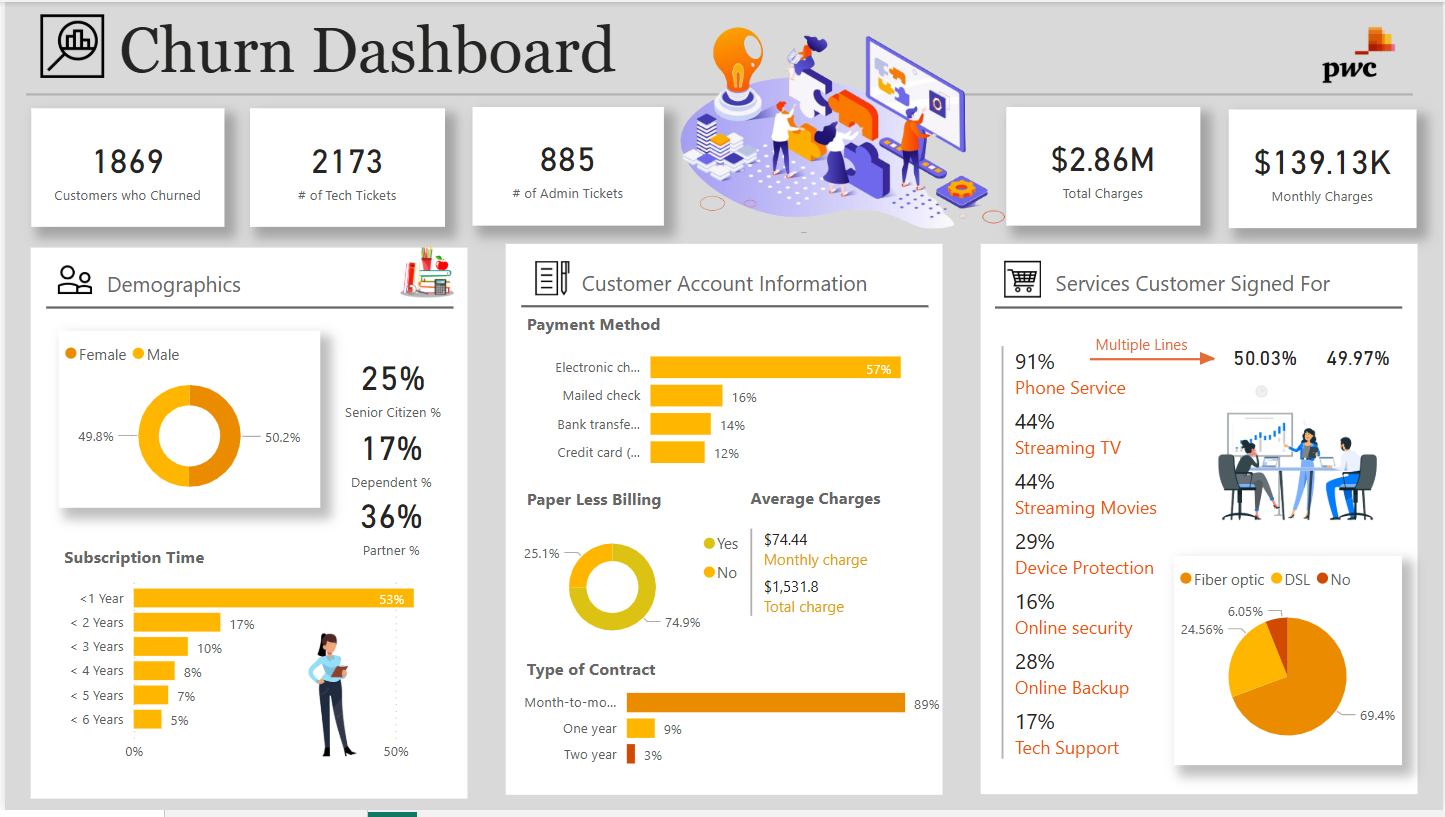 Churn Dashboard
pwc
1869
Customers who Churned
2173
# of Tech Tickets
885
# of Admin Tickets
$2.86M
Total Charges
$139.13K
Monthly Charges
Demographics
Female Male
49.8%
50.2%
25%
Senior Citizen %
17%
Dependent %
36%
Partner %
Subscription Time
<1 Year 53%
< 2 Years 17%
< 3 Years 10%
< 4 Years 8%
< 5 Years 7%
< 6 Years 5%
0% 50%
Customer Account Information
Payment Method
Electronic ch... 57%
Mailed check 16%
Bank transfe... 14%
Credit card (... 12%
Paper Less Billing
25.1%
74.9%
Yes
No
Average Charges
$74.44
Monthly charge
$1,531.8
Total charge
Type of Contract
Month-to-mo... 89%
One year 9%
Two year 3%
Services Customer Signed For
91%
Phone Service
Multiple Lines
50.03% 49.97%
44%
Streaming TV
44%
Streaming Movies
29%
Device Protection
16%
Online security
28%
Online Backup
17%
Tech Support
Fiber optic DSL No
6.05%
24.56%
69.4%